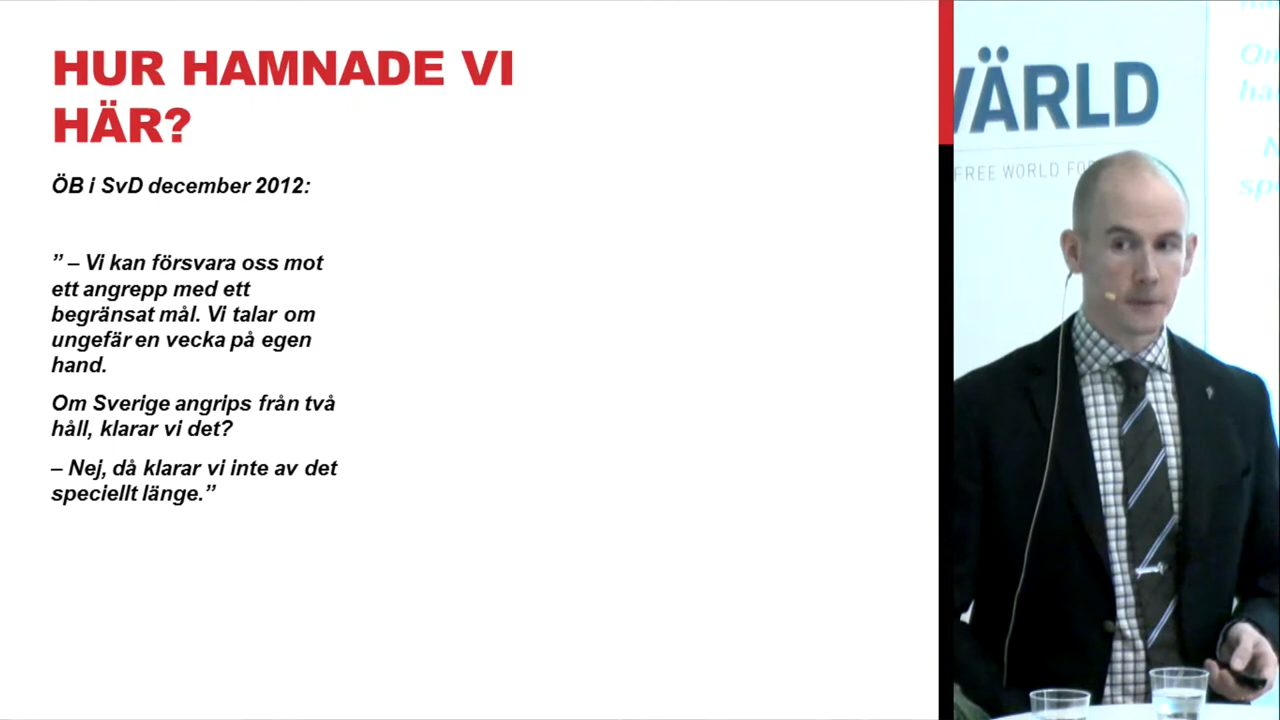 HUR HAMNADE VI
HÄR?
ÖB i SvD december 2012:
” – Vi kan försvara oss mot
ett angrepp med ett
begränsat mål. Vi talar om
ungefär en vecka på egen
hand.
Om Sverige angrips från två
håll, klarar vi det?
– Nej, då klarar vi inte av det
speciellt länge.”
VÄRLD
FREE WORLD